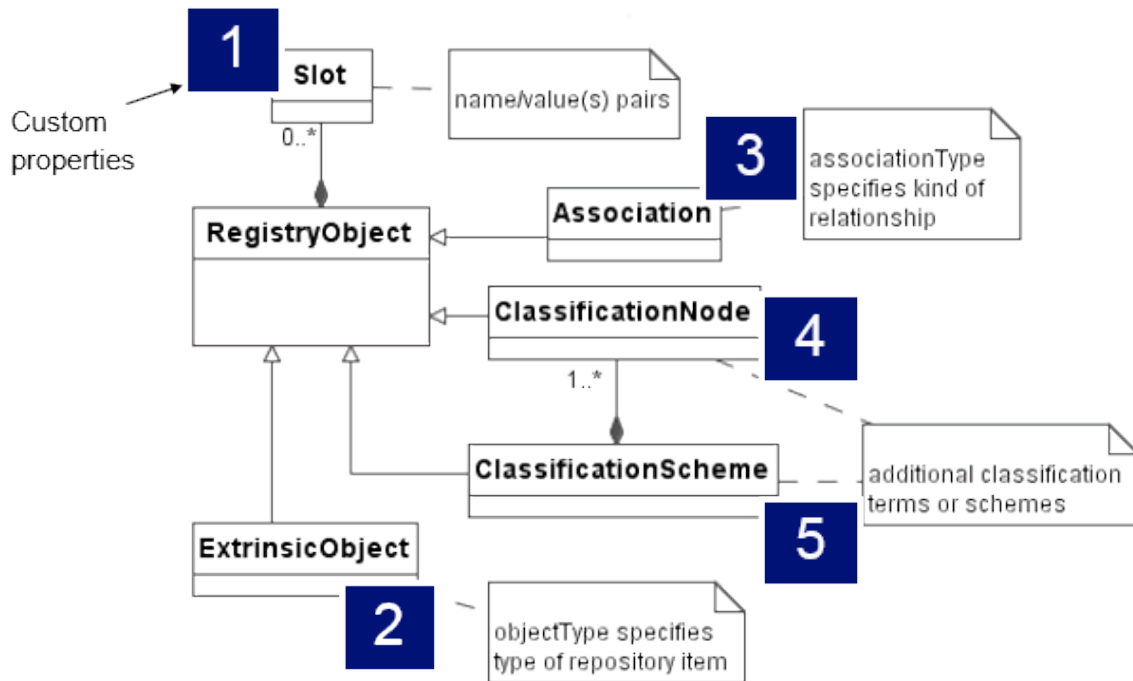 1
Slot
name/value(s) pairs
Custom
properties
0..*
3
associationType
specifies kind of
relationship
Association
RegistryObject
ClassificationNode
4
1..*
ClassificationScheme
additional classification
terms or schemes
5
ExtrinsicObject
2
objectType specifies
type of repository item